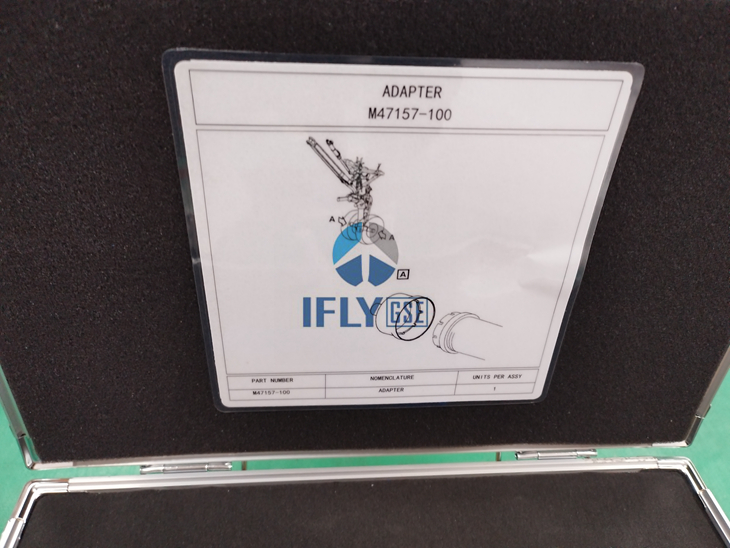 ADAPTER
M47157-100
A
A
A
IFLY GSE
PART NUMBER NOMENCLATURE UNITS PER ASSY
M47157-100 ADAPTER 1